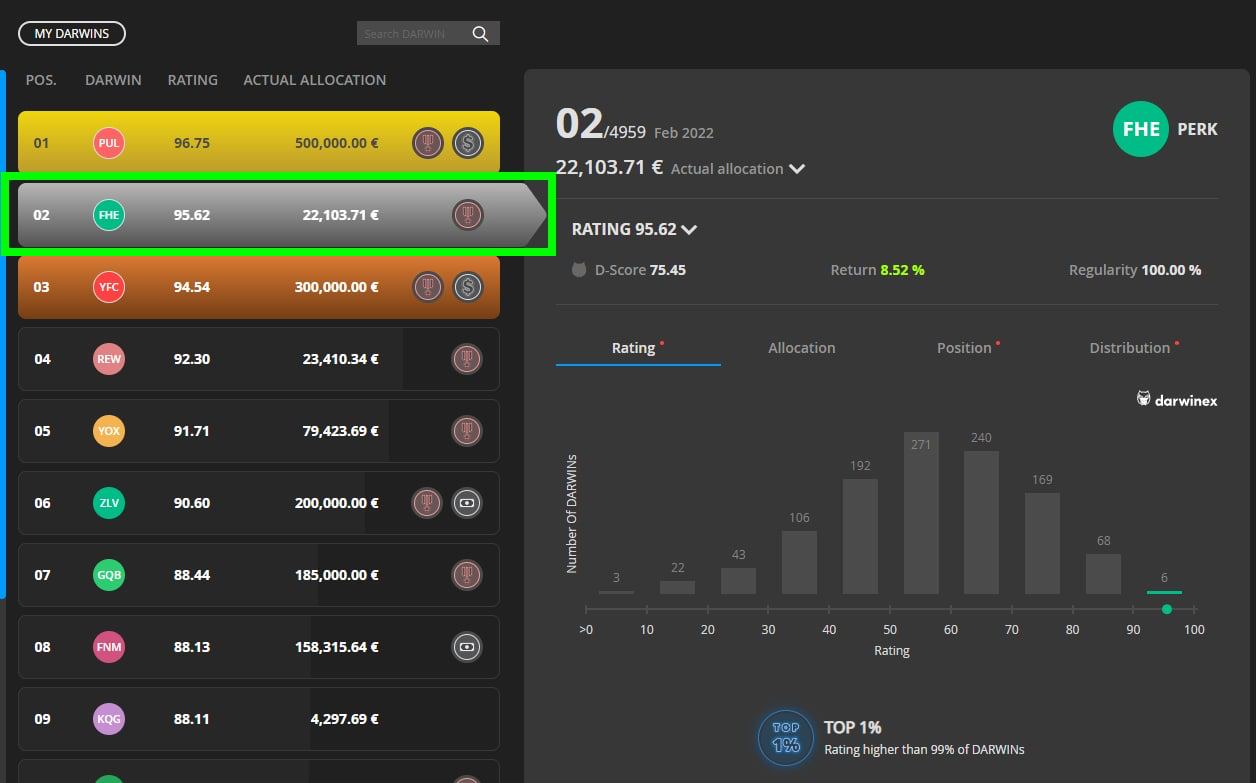 MY DARWINS
Search DARWIN
POS. DARWIN RATING ACTUAL ALLOCATION
01 PUL 96.75 500,000.00 €
02 FHE 95.62 22,103.71 €
03 YFC 94.54 300,000.00 €
04 REW 92.30 23,410.34 €
05 YOX 91.71 79,423.69 €
06 ZLV 90.60 200,000.00 €
07 GQB 88.44 185,000.00 €
08 FNM 88.13 158,315.64 €
09 KQG 88.11 4,297.69 €
02/4959 Feb 2022
FHE PERK
22,103.71 € Actual allocation
RATING 95.62
D-Score 75.45 Return 8.52 % Regularity 100.00 %
Rating Allocation Position Distribution
darwinex
Number Of DARWINs
3 22 43 106 192 271 240 169 68 6
>0 10 20 30 40 50 60 70 80 90 100
Rating
TOP 1%
TOP 1%
Rating higher than 99% of DARWINs